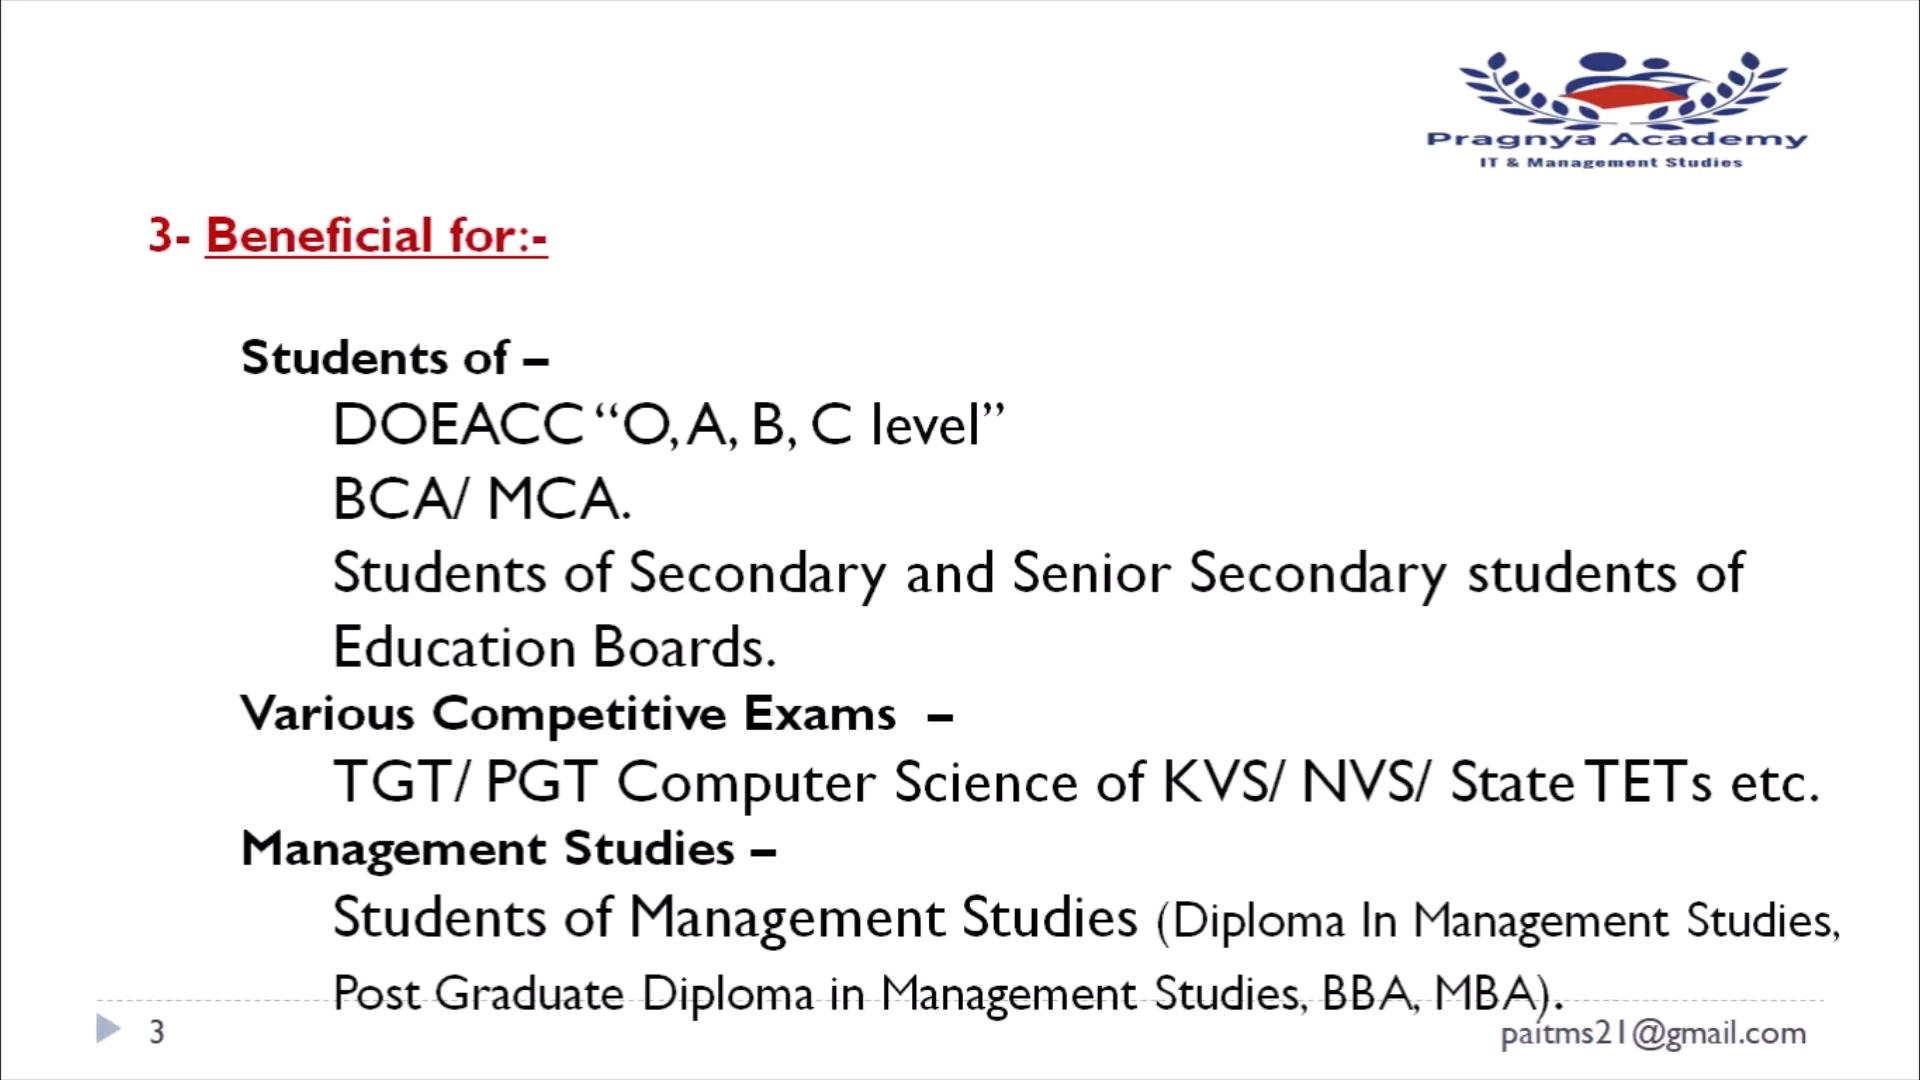 Pragnya Academy
IT & Management Studies
3- Beneficial for:-
Students of –
DOEACC “O, A, B, C level”
BCA/ MCA.
Students of Secondary and Senior Secondary students of
Education Boards.
Various Competitive Exams –
TGT/ PGT Computer Science of KVS/ NVS/ State TETs etc.
Management Studies –
Students of Management Studies (Diploma In Management Studies,
Post Graduate Diploma in Management Studies, BBA, MBA).
3
paitms21@gmail.com